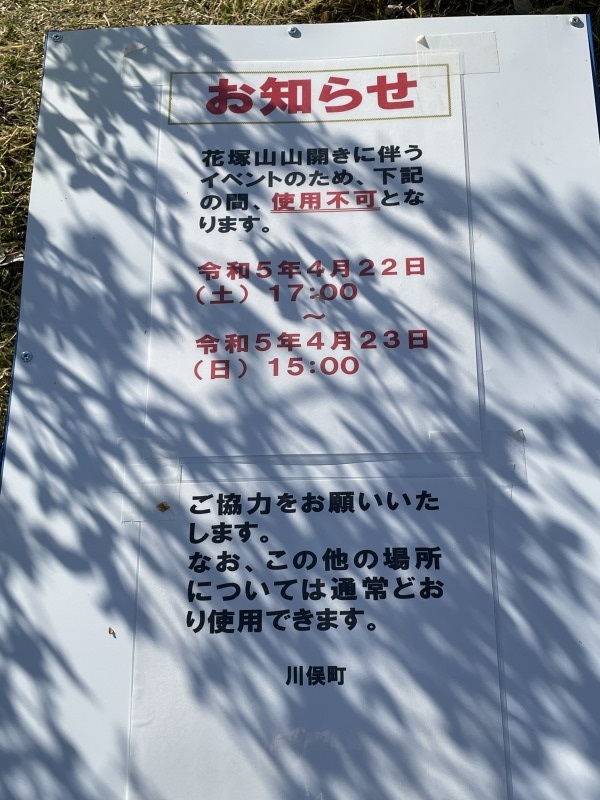 お知らせ
花塚山山開きに伴う
イベントのため、下記
の間、使用不可とな
ります。
令和5年4月22日
（土）17:00
～
令和5年4月23日
（日）15:00
ご協力をお願いいた
します。
なお、この他の場所
については通常どお
り使用できます。
川俣町